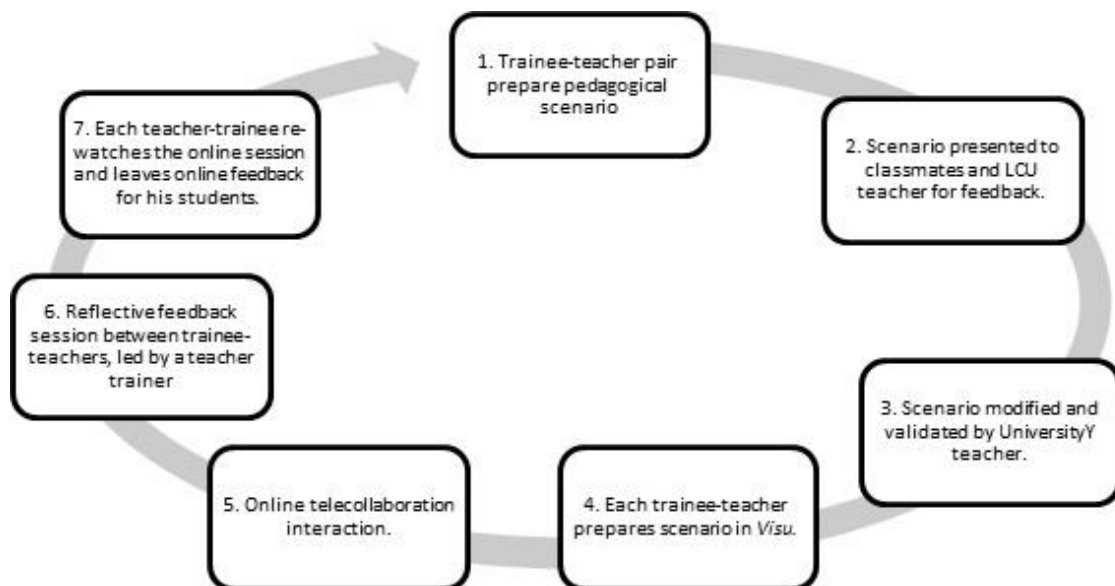 1. Trainee-teacher pair
prepare pedagogical
scenario
2. Scenario presented to
classmates and LCU
teacher for feedback.
3. Scenario modified and
validated by UniversityY
teacher.
4. Each trainee-teacher
prepares scenario in Visu.
5. Online telecollaboration
interaction.
6. Reflective feedback
session between trainee-
teachers, led by a teacher
trainer
7. Each teacher-trainee re-
watches the online session
and leaves online feedback
for his students.